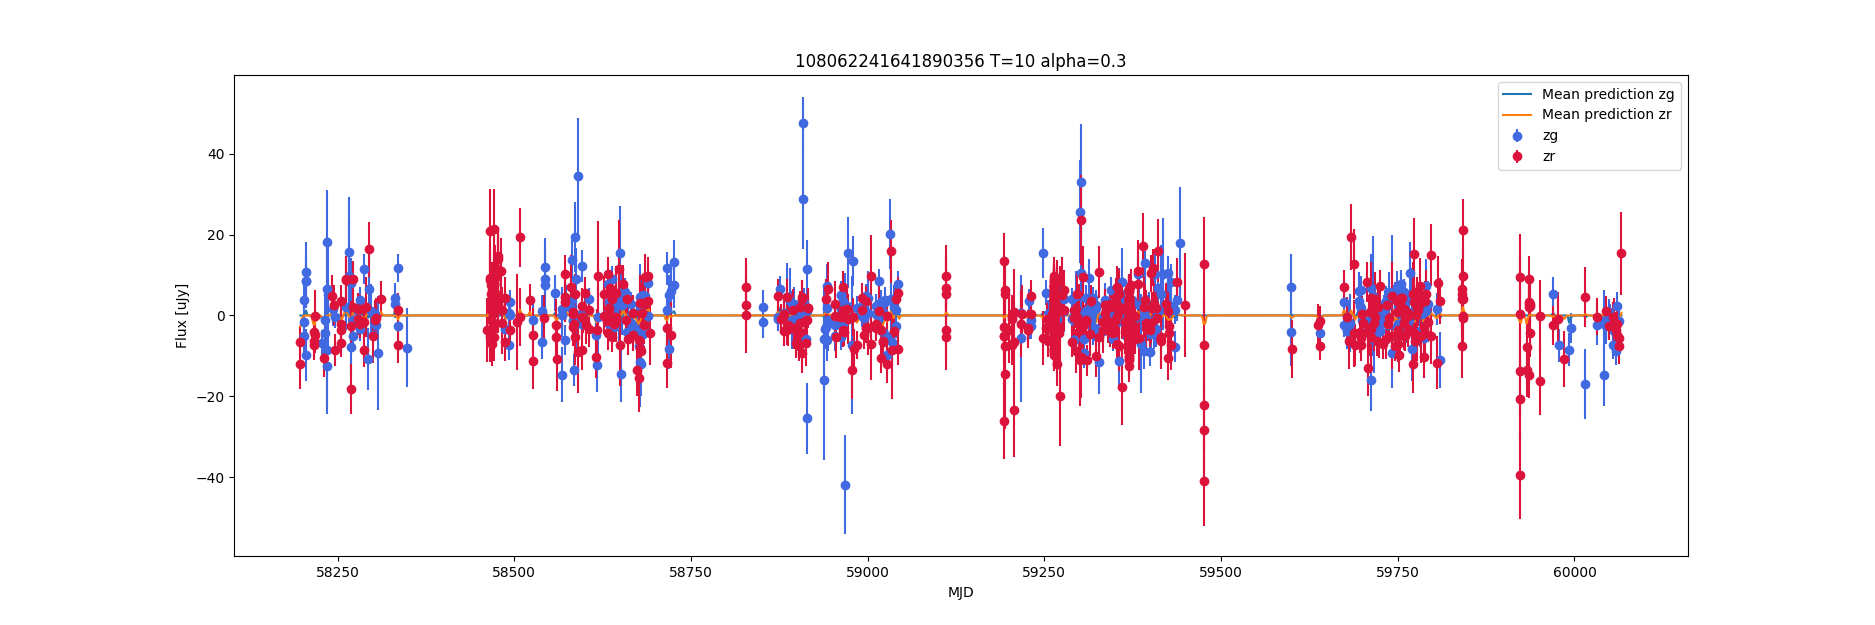 108062241641890356 T=10 alpha=0.3
Mean prediction zg
Mean prediction zr
zg
zr
Flux [uJy]
40
20
0
−20
−40
58250 58500 58750 59000 59250 59500 59750 60000
MJD